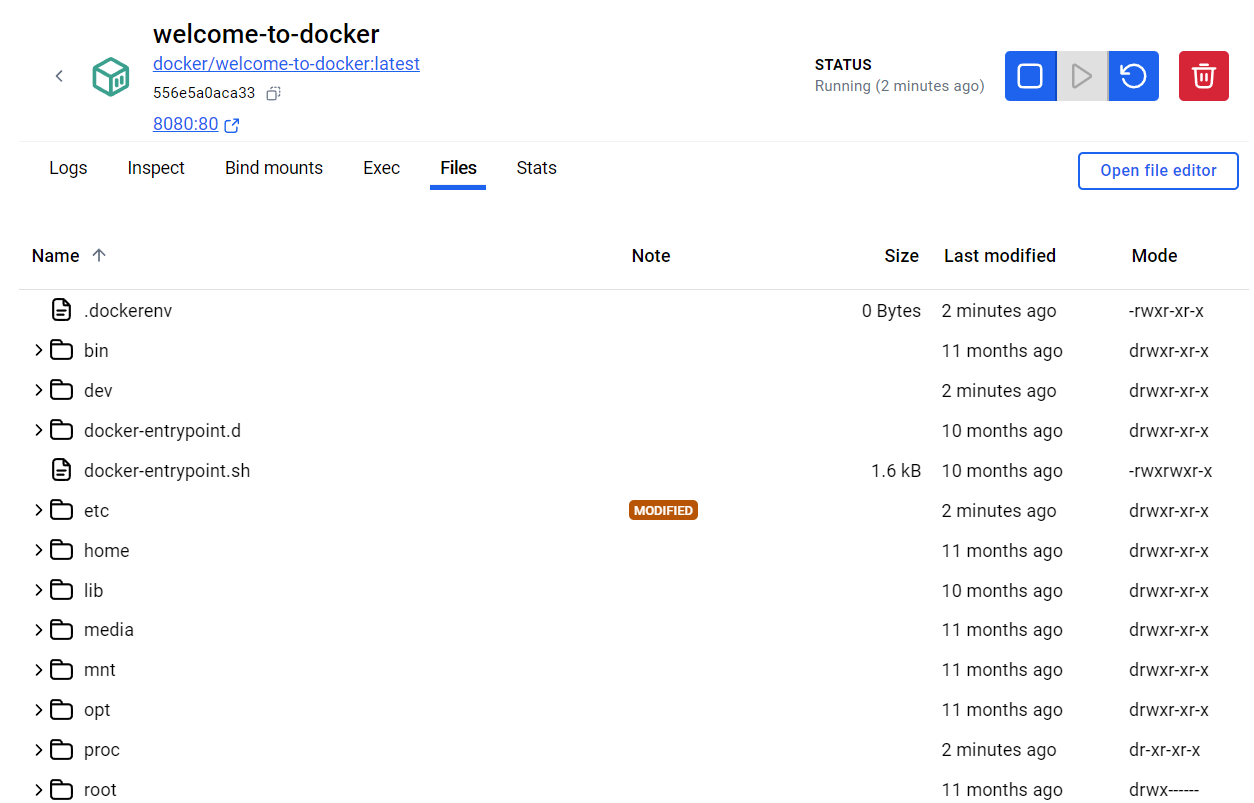 welcome-to-docker
docker/welcome-to-docker:latest
556e5a0aca33
8080:80
STATUS
Running (2 minutes ago)
Logs Inspect Bind mounts Exec Files Stats Open file editor
Name Note Size Last modified Mode
.dockerenv 0 Bytes 2 minutes ago -rwxr-xr-x
bin 11 months ago drwxr-xr-x
dev 2 minutes ago drwxr-xr-x
docker-entrypoint.d 10 months ago drwxr-xr-x
docker-entrypoint.sh 1.6 kB 10 months ago -rwxrwxr-x
etc MODIFIED 2 minutes ago drwxr-xr-x
home 11 months ago drwxr-xr-x
lib 10 months ago drwxr-xr-x
media 11 months ago drwxr-xr-x
mnt 11 months ago drwxr-xr-x
opt 11 months ago drwxr-xr-x
proc 2 minutes ago dr-xr-xr-x
root 11 months ago drwx------